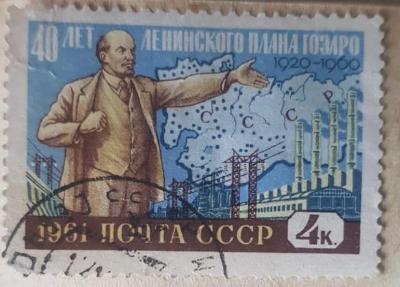 40 ЛЕТ ЛЕНИНСКОГО ПЛАНА ГОЭЛРО
1920-1960
С С С Р
1961 ПОЧТА СССР 4К.